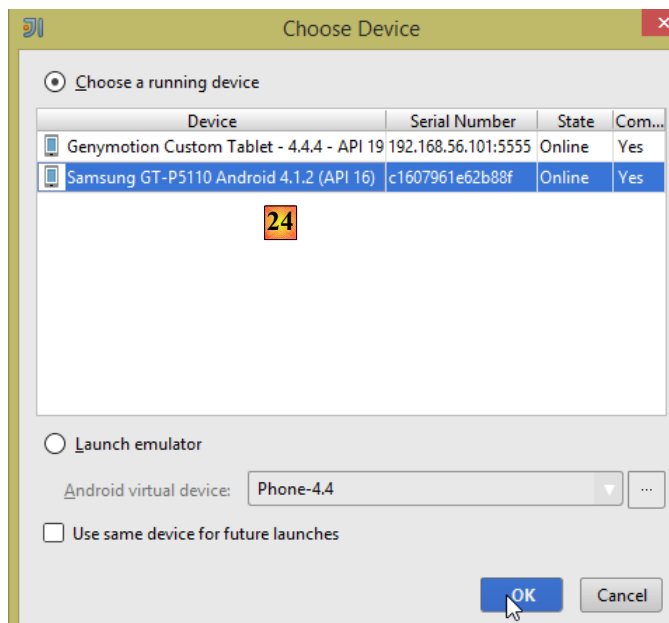 Choose Device
Choose a running device
Device Serial Number State Com...
Genymotion Custom Tablet - 4.4.4 - API 19 192.168.56.101:5555 Online Yes
Samsung GT-P5110 Android 4.1.2 (API 16) c1607961e62b88f Online Yes
24
Launch emulator
Android virtual device: Phone-4.4 ...
Use same device for future launches
OK Cancel